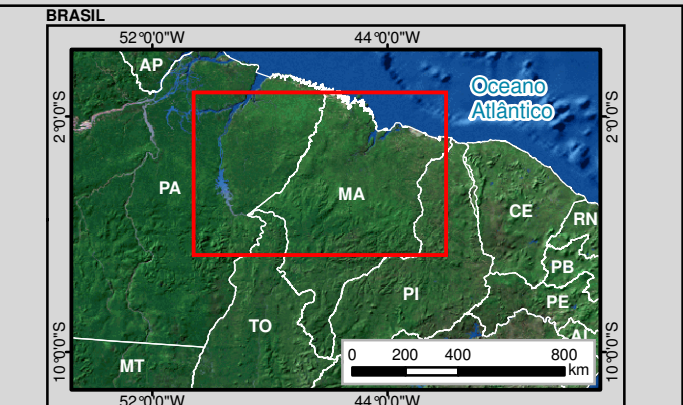 BRASIL
52°0'0"W 44°0'0"W
AP
Oceano
Atlântico
2°0'0"S 2°0'0"S
PA
MA
CE
RN
PB
PI
PE
TO
AL
10°0'0"S 10°0'0"S
MT
0 200 400 800
km
52°0'0"W 44°0'0"W